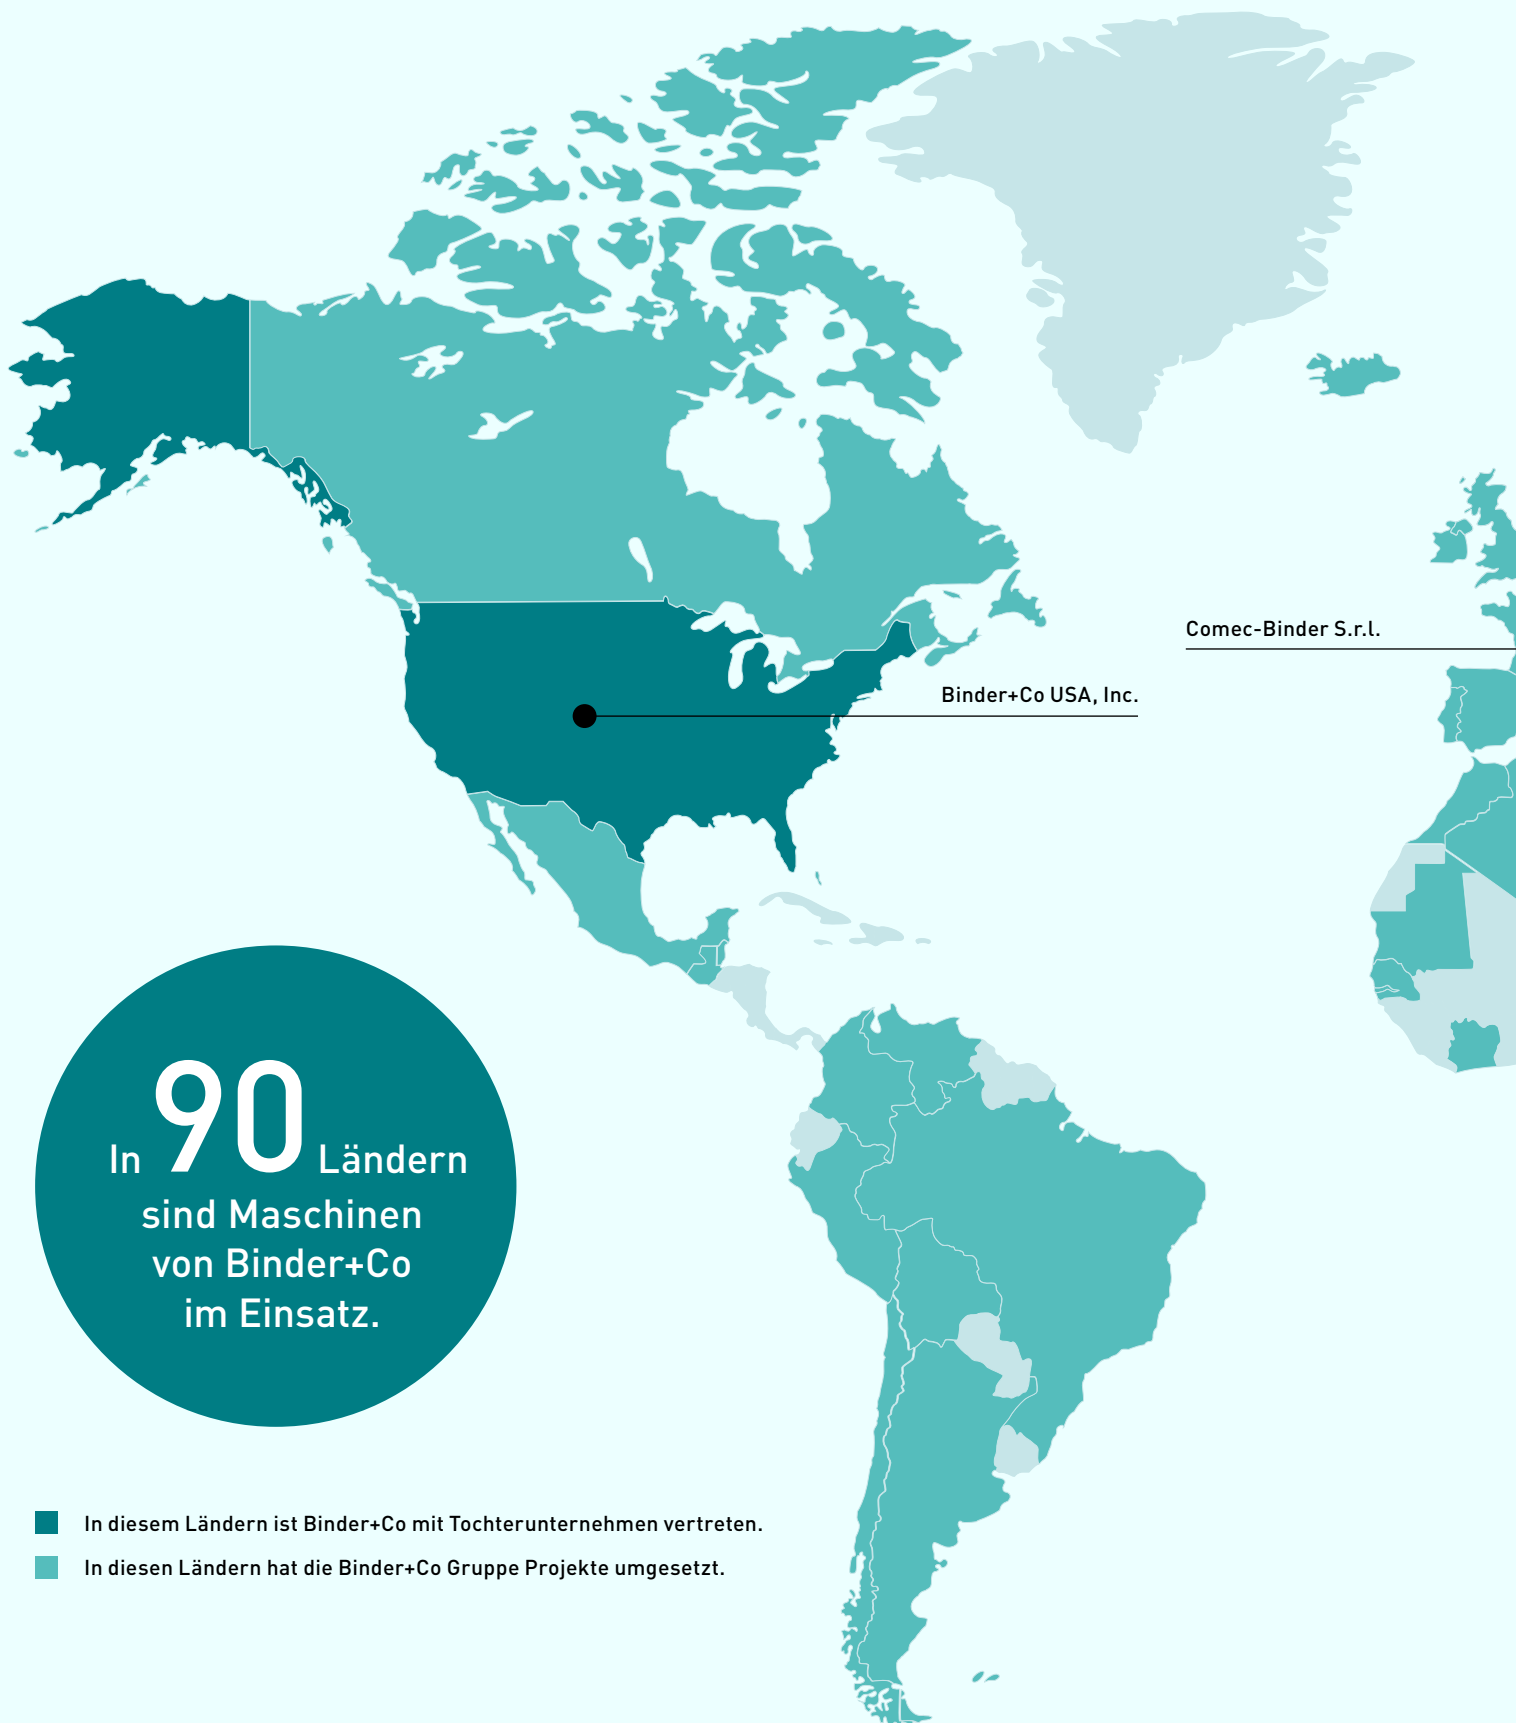 Comec-Binder S.r.l.
Binder+Co USA, Inc.
In 90 Ländern
sind Maschinen
von Binder+Co
im Einsatz.
In diesem Ländern ist Binder+Co mit Tochterunternehmen vertreten.
In diesen Ländern hat die Binder+Co Gruppe Projekte umgesetzt.